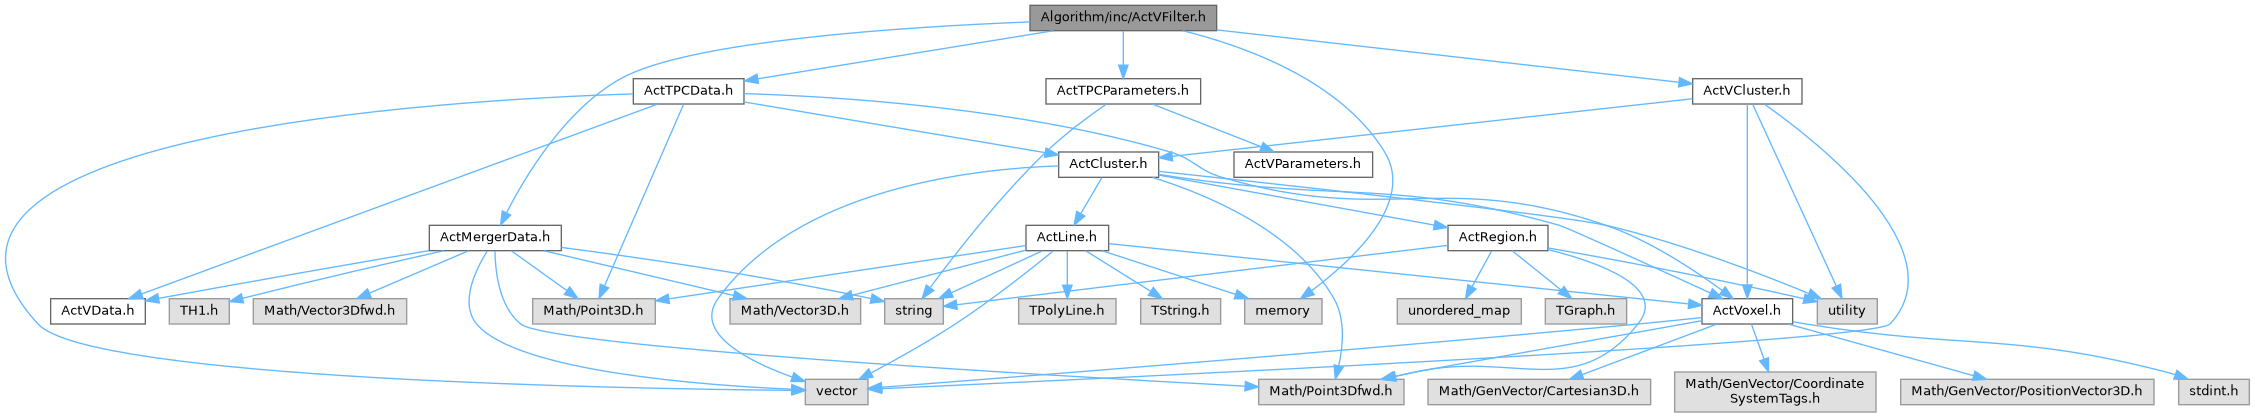 Algorithm/inc/ActVFilter.h
ActTPCData.h
ActTPCParameters.h
ActVCluster.h
ActCluster.h
ActVParameters.h
ActMergerData.h
ActLine.h
ActRegion.h
ActVData.h
TH1.h
Math/Vector3Dfwd.h
Math/Point3D.h
Math/Vector3D.h
string
TPolyLine.h
TString.h
memory
unordered_map
TGraph.h
ActVoxel.h
utility
vector
Math/Point3Dfwd.h
Math/GenVector/Cartesian3D.h
Math/GenVector/Coordinate
SystemTags.h
Math/GenVector/PositionVector3D.h
stdint.h